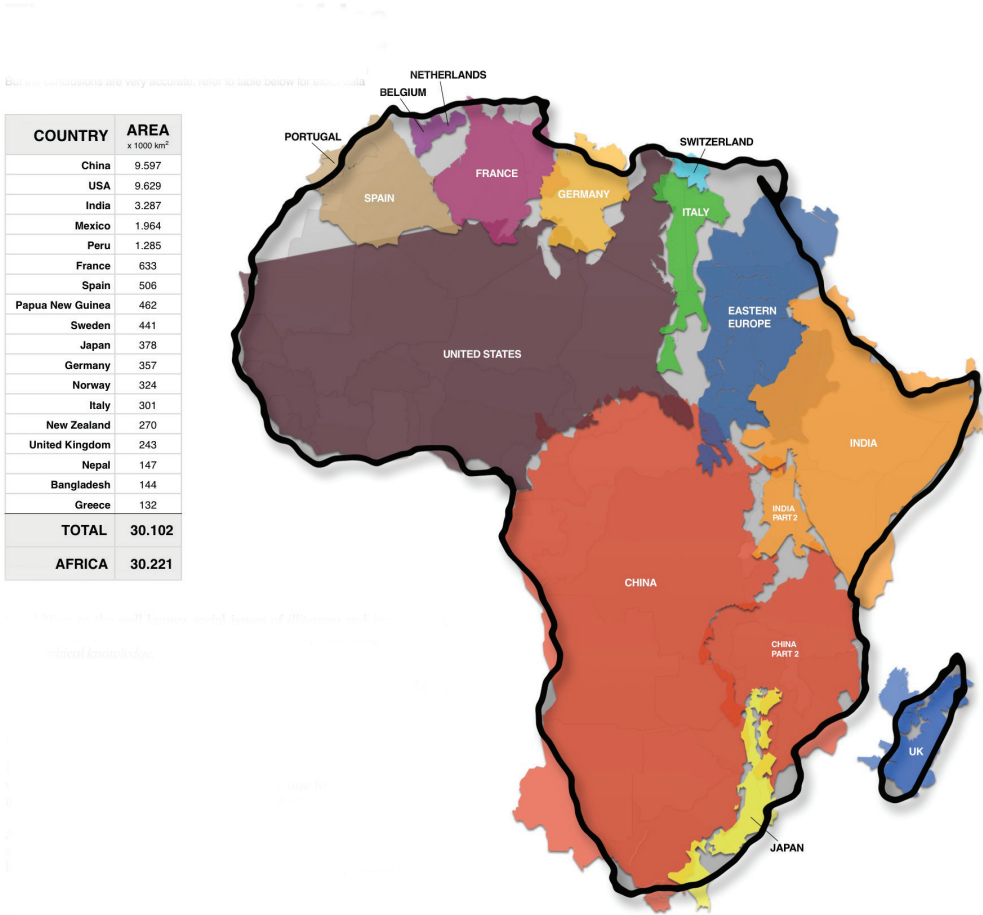 COUNTRY AREA
x 1000 km²
China 9.597
USA 9.629
India 3.287
Mexico 1.964
Peru 1.285
France 633
Spain 506
Papua New Guinea 462
Sweden 441
Japan 378
Germany 357
Norway 324
Italy 301
New Zealand 270
United Kingdom 243
Nepal 147
Bangladesh 144
Greece 132
TOTAL 30.102
AFRICA 30.221
NETHERLANDS
BELGIUM
PORTUGAL
SWITZERLAND
SPAIN
FRANCE
GERMANY
ITALY
EASTERN
EUROPE
UNITED STATES
INDIA
INDIA
PART 2
CHINA
CHINA
PART 2
UK
JAPAN